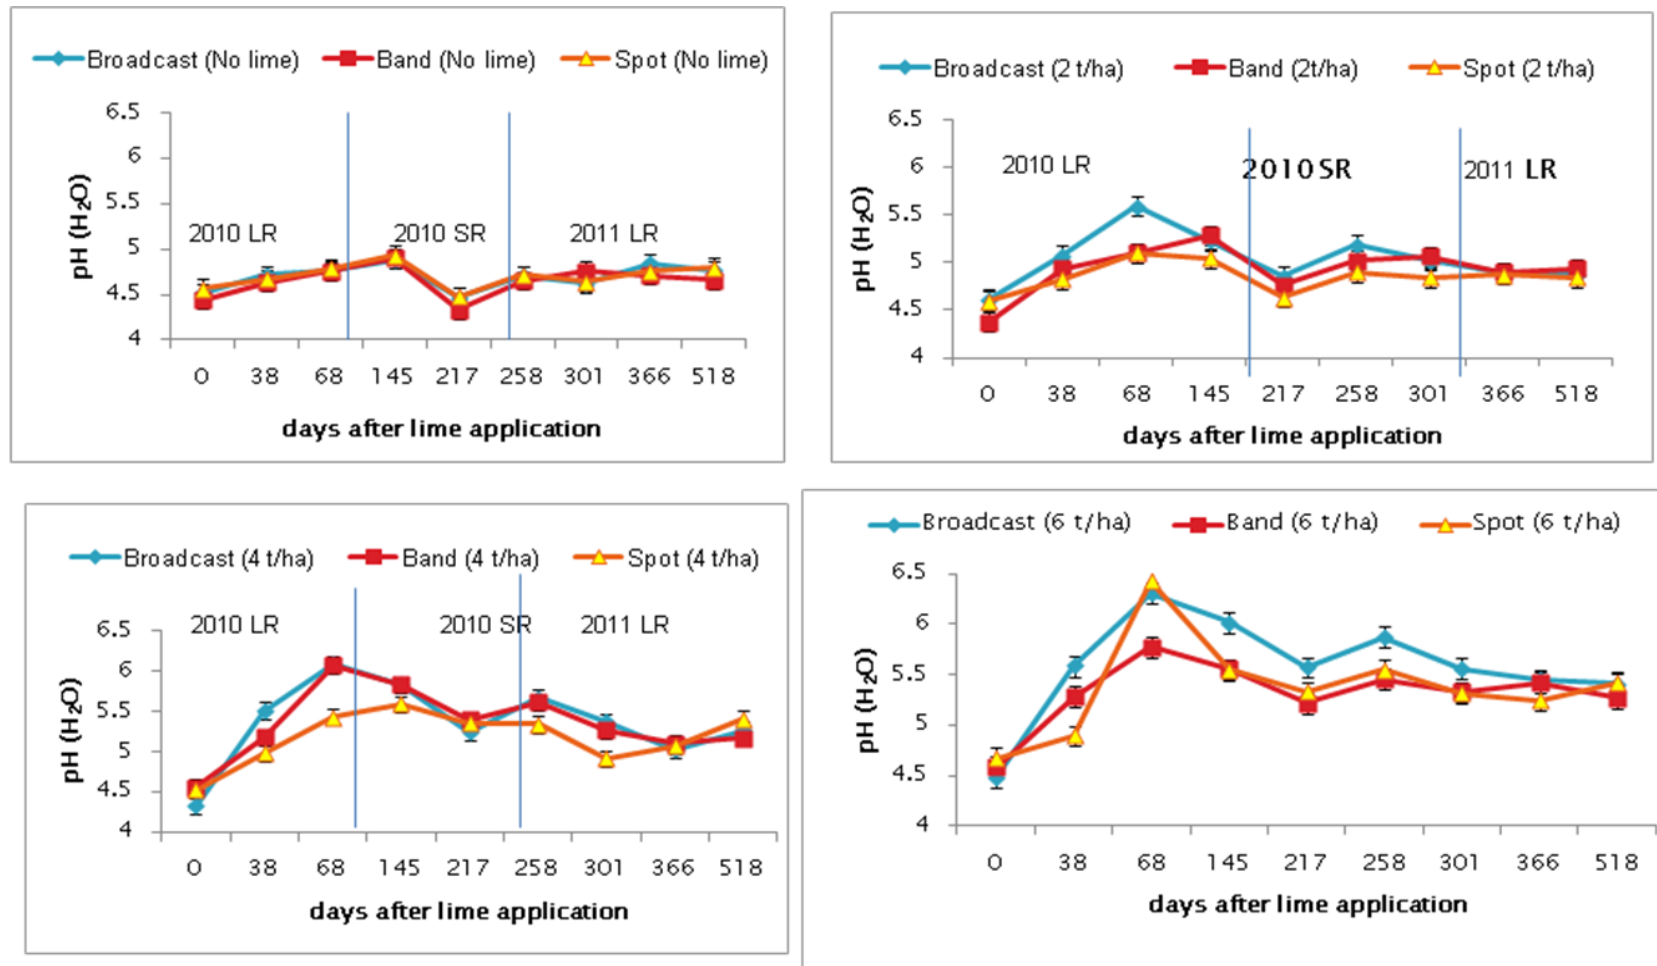 Broadcast (No lime) Band (No lime) Spot (No lime)
6.5
6
5.5
5
4.5
4
pH (H₂O)
2010 LR 2010 SR 2011 LR
0 38 68 145 217 258 301 366 518
days after lime application
Broadcast (2 t/ha) Band (2t/ha) Spot (2 t/ha)
6.5
6
5.5
5
4.5
4
pH (H₂O)
2010 LR 2010 SR 2011 LR
0 38 68 145 217 258 301 366 518
days after lime application
Broadcast (4 t/ha) Band (4 t/ha) Spot (4 t/ha)
2010 LR 2010 SR 2011 LR
6.5
6
5.5
5
4.5
4
pH (H₂O)
0 38 68 145 217 258 301 366 518
days after lime application
Broadcast (6 t/ha) Band (6 t/ha) Spot (6 t/ha)
6.5
6
5.5
5
4.5
4
pH (H₂O)
0 38 68 145 217 258 301 366 518
days after lime application